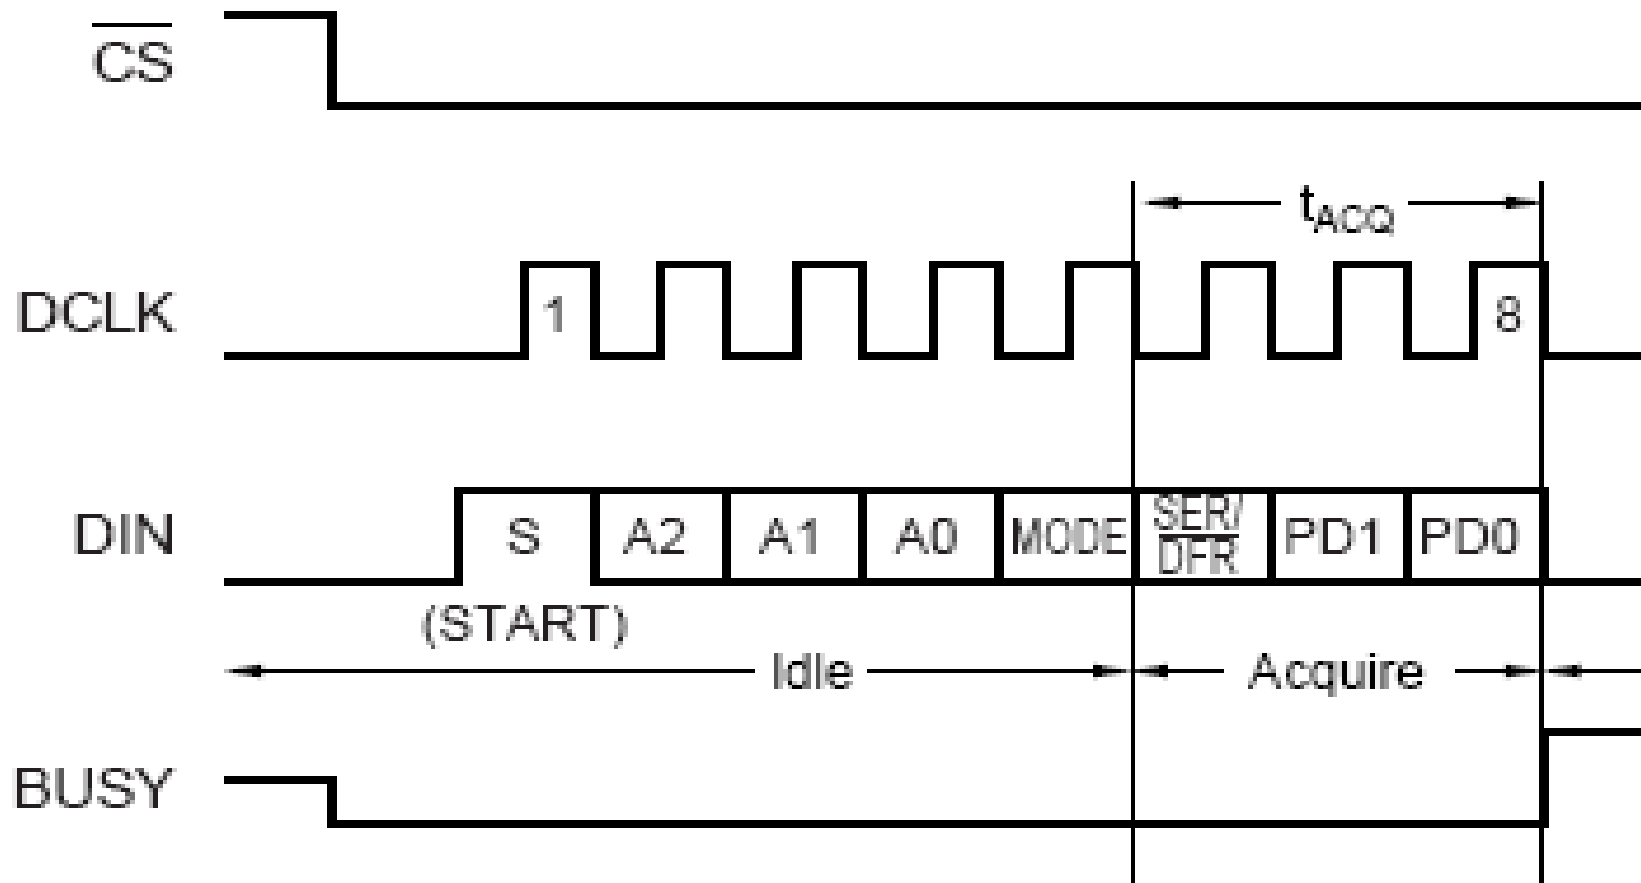 CS
tACQ
DCLK 1 8
DIN S A2 A1 A0 MODE SER/DFR PD1 PD0
(START)
Idle Acquire
BUSY